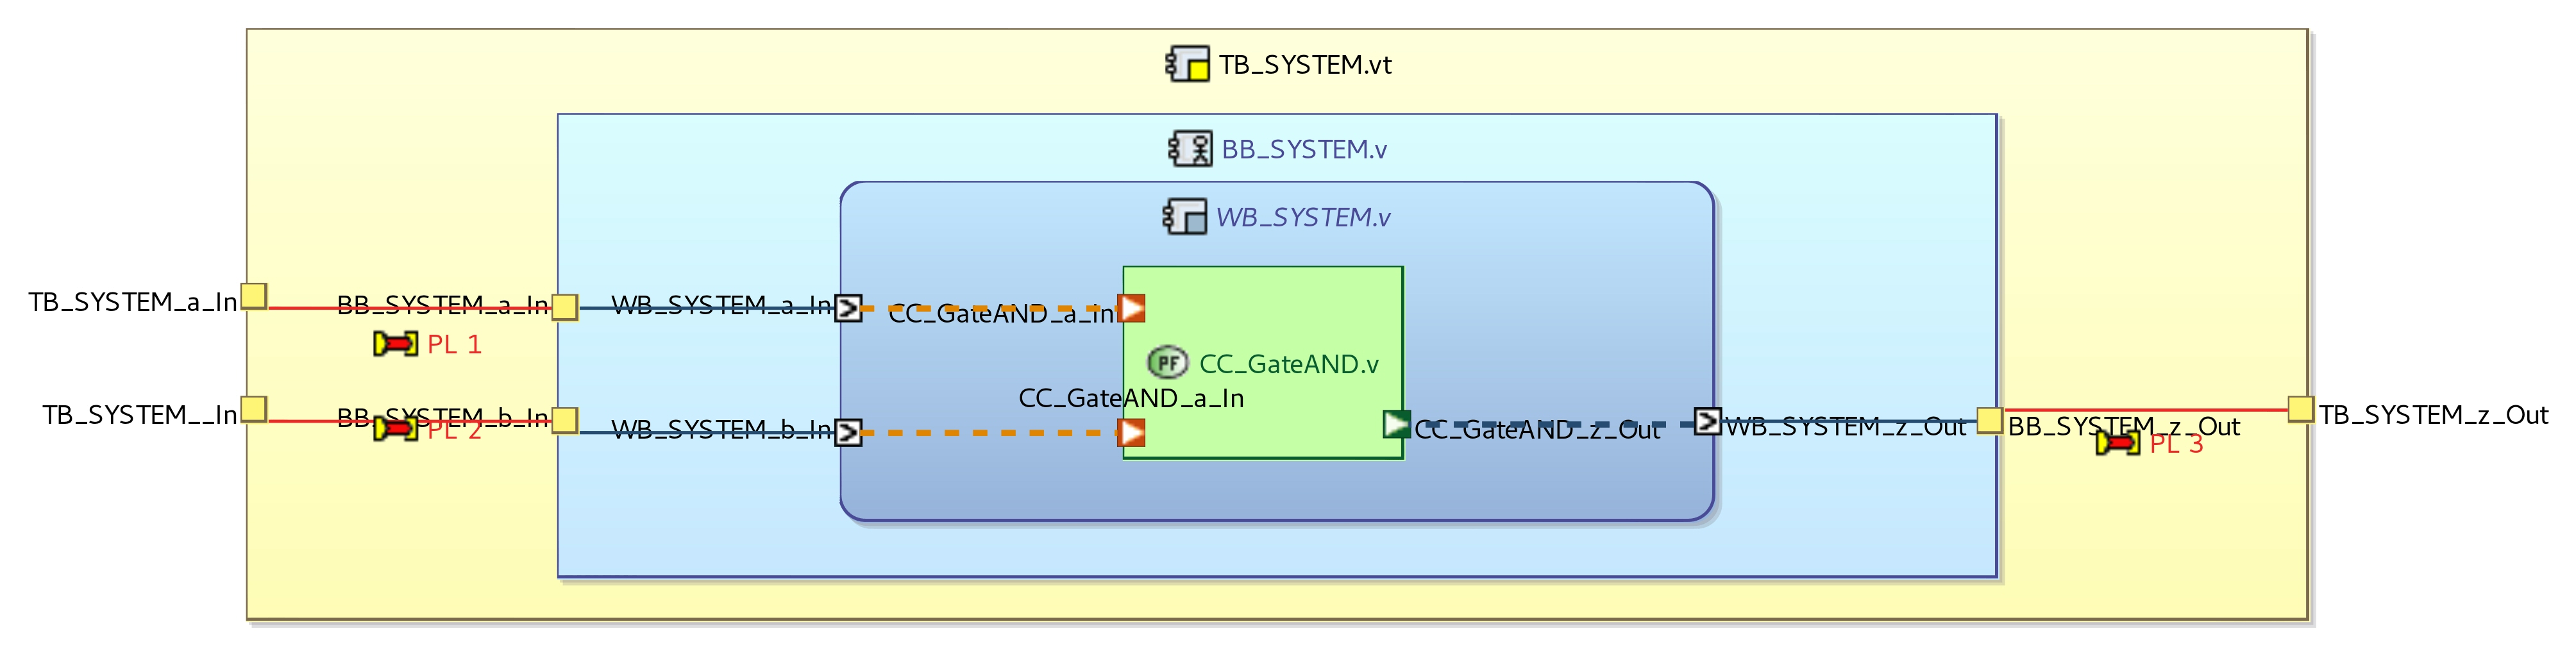 TB_SYSTEM.vt
BB_SYSTEM.v
WB_SYSTEM.v
TB_SYSTEM_a_In
BB_SYSTEM_a_In
WB_SYSTEM_a_In
CC_GateAND_a_In
PL 1
PF
CC_GateAND.v
CC_GateAND_a_In
TB_SYSTEM__In
BB_SYSTEM_b_In
PL 2
WB_SYSTEM_b_In
CC_GateAND_z_Out
WB_SYSTEM_z_Out
BB_SYSTEM_z_Out
PL 3
TB_SYSTEM_z_Out